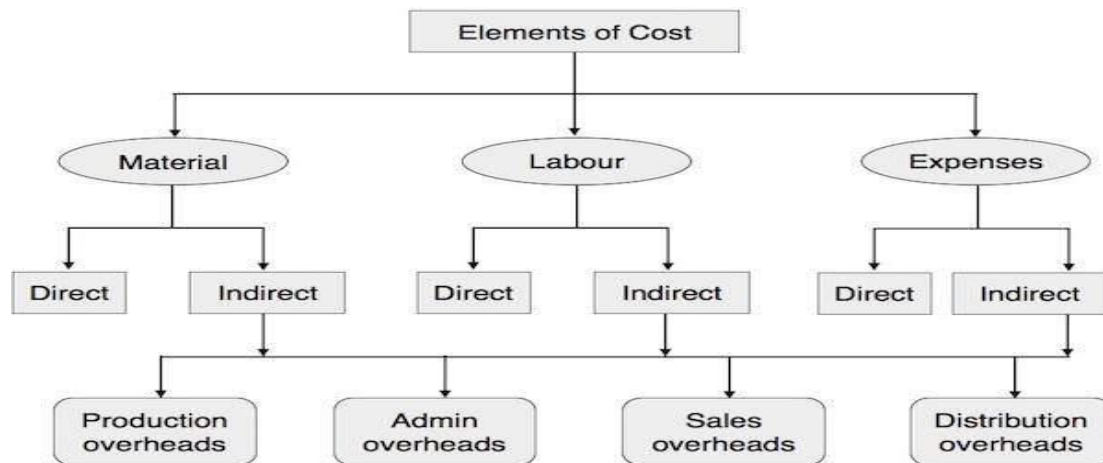 Elements of Cost
Material
Labour
Expenses
Direct
Indirect
Direct
Indirect
Direct
Indirect
Production
overheads
Admin
overheads
Sales
overheads
Distribution
overheads